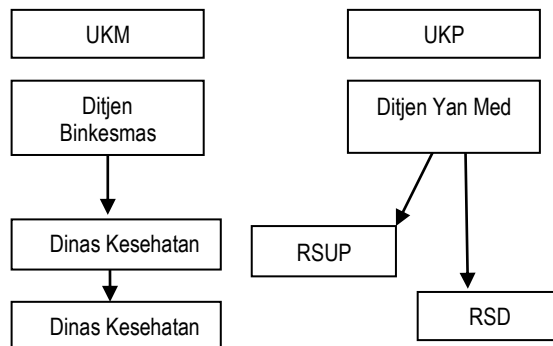 UKM
UKP
Ditjen
Binkesmas
Ditjen Yan Med
Dinas Kesehatan
RSUP
Dinas Kesehatan
RSD